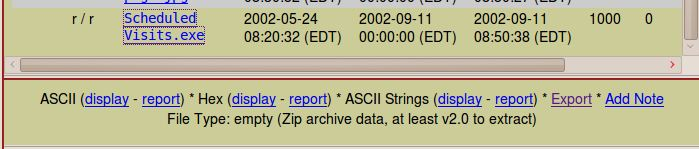 r / r Scheduled 2002-05-24 2002-09-11 2002-09-11 1000 0
Visits.exe 08:20:32 (EDT) 00:00:00 (EDT) 08:50:38 (EDT)
ASCII (display - report) * Hex (display - report) * ASCII Strings (display - report) * Export * Add Note
File Type: empty (Zip archive data, at least v2.0 to extract)